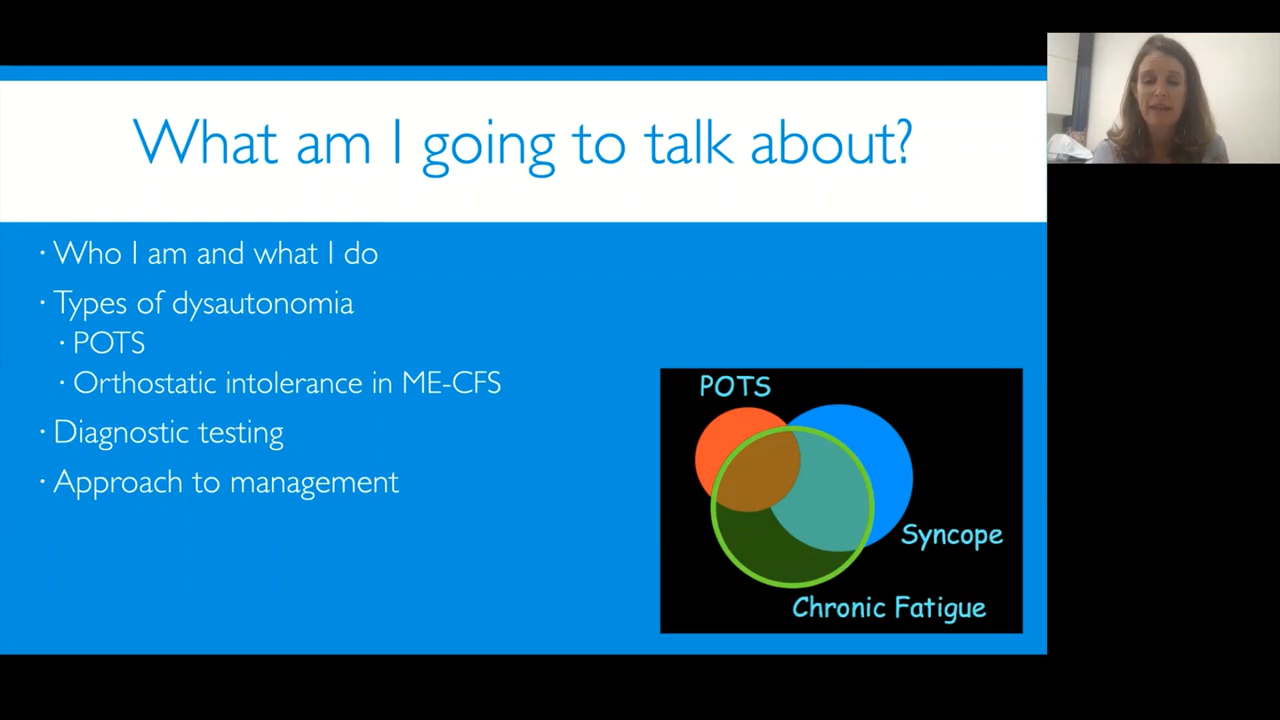 What am I going to talk about?
· Who I am and what I do
· Types of dysautonomia
· POTS
· Orthostatic intolerance in ME-CFS
· Diagnostic testing
· Approach to management
POTS
Syncope
Chronic Fatigue